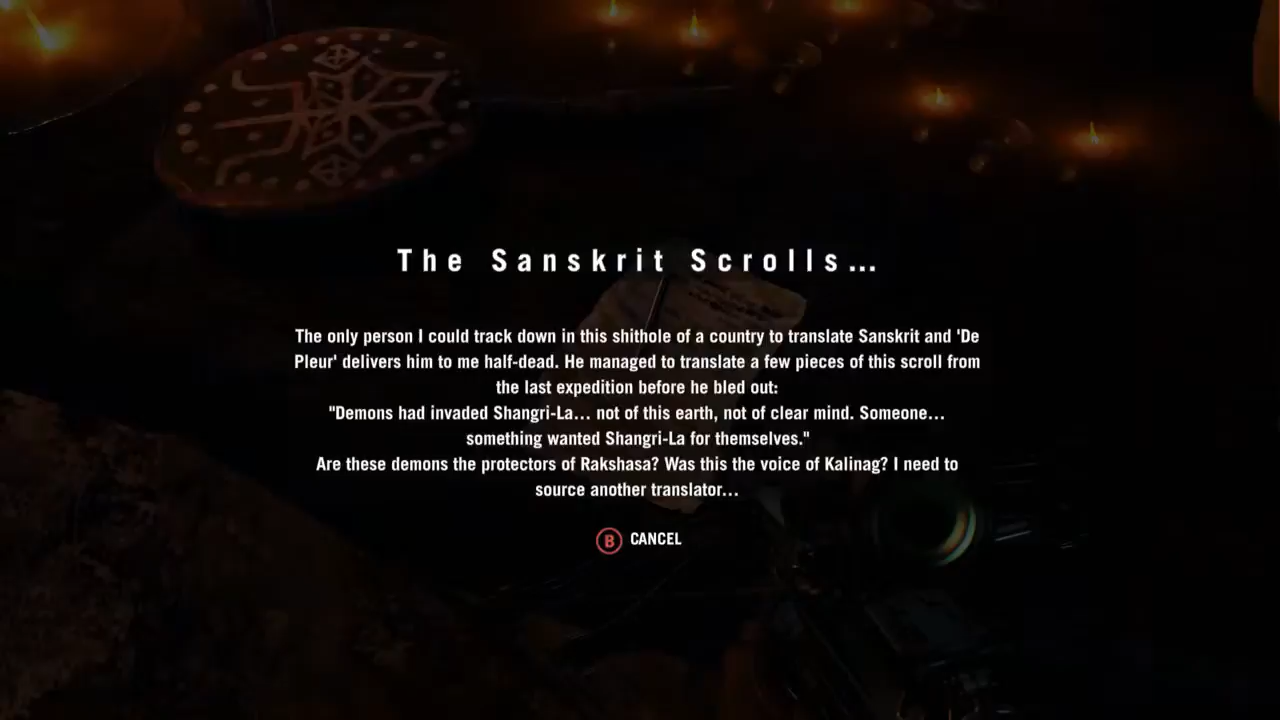 The Sanskrit Scrolls...
The only person I could track down in this shithole of a country to translate Sanskrit and 'De
Pleur' delivers him to me half-dead. He managed to translate a few pieces of this scroll from
the last expedition before he bled out:
"Demons had invaded Shangri-La... not of this earth, not of clear mind. Someone...
something wanted Shangri-La for themselves."
Are these demons the protectors of Rakshasa? Was this the voice of Kalinag? I need to
source another translator...
B CANCEL